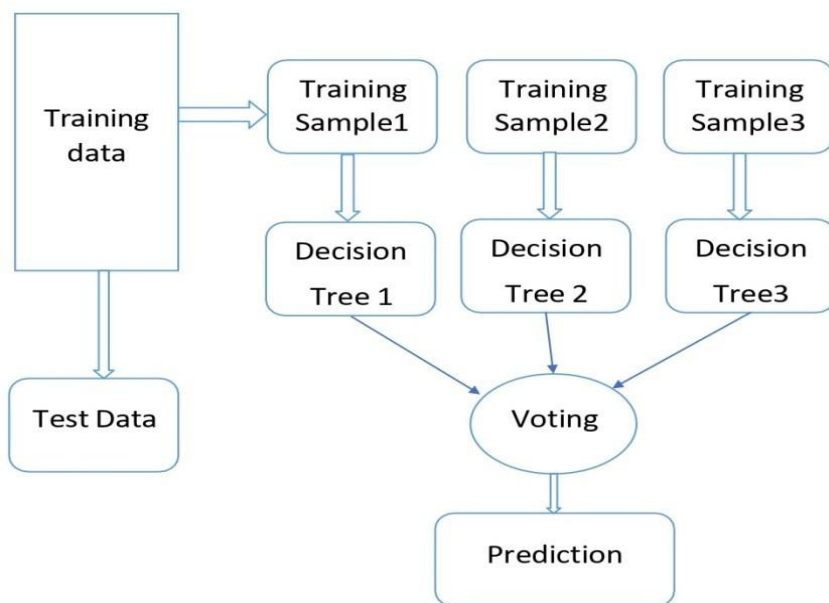 Training
data
Training
Sample1
Training
Sample2
Training
Sample3
Decision
Tree 1
Decision
Tree 2
Decision
Tree3
Test Data
Voting
Prediction